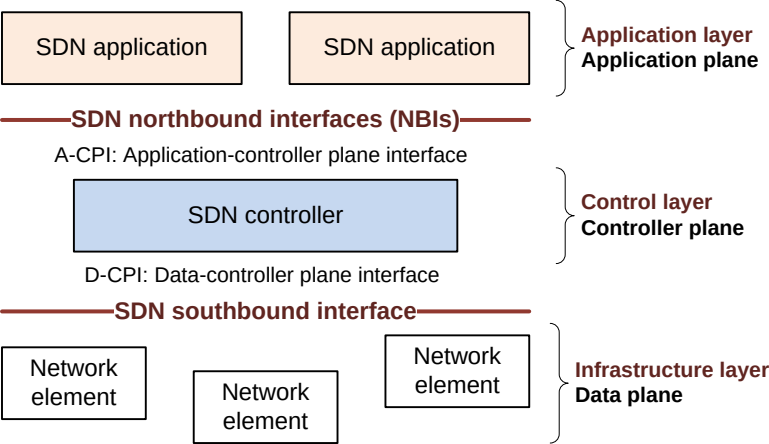 SDN application
SDN application
Application layer
Application plane
SDN northbound interfaces (NBIs)
A-CPI: Application-controller plane interface
SDN controller
Control layer
Controller plane
D-CPI: Data-controller plane interface
SDN southbound interface
Network
element
Network
element
Network
element
Infrastructure layer
Data plane